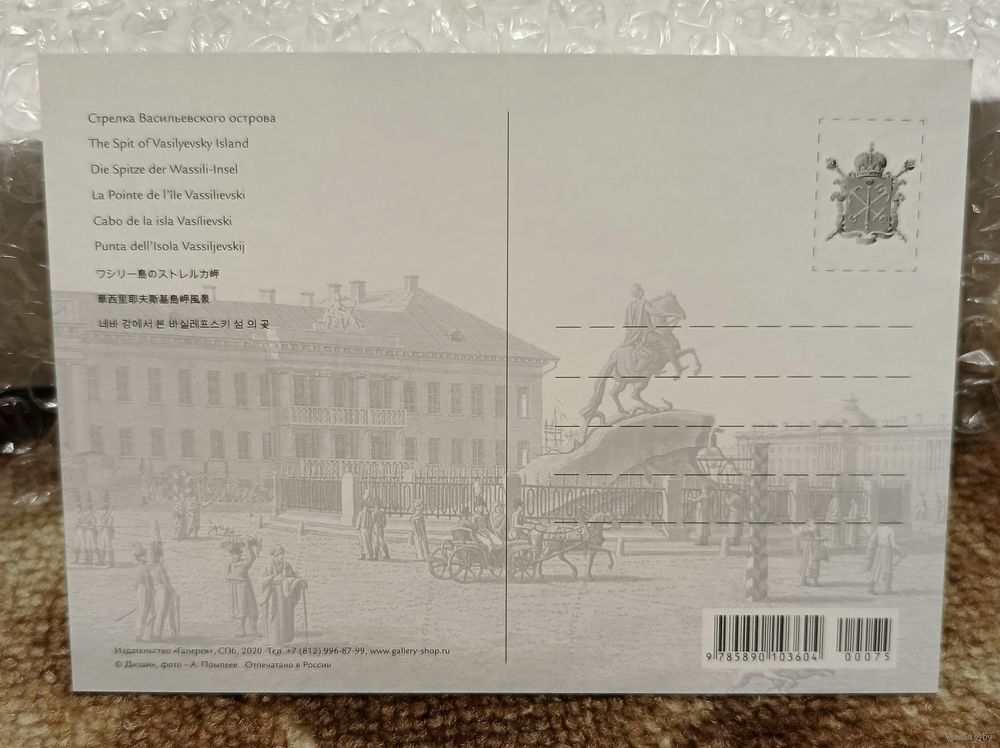 Стрелка Васильевского острова
The Spit of Vasilyevsky Island
Die Spitze der Wassili-Insel
La Pointe de l'île Vassilievski
Cabo de la isla Vasílievski
Punta dell'Isola Vassiljevskij
ワシリー島のストレルカ岬
華西里耶夫斯基島岬風景
네바 강에서 본 바실레프스키 섬 의 곶
Издательство «Галерея», СПб, 2020. Тел. +7 (812) 996-87-99, www.gallery-shop.ru
© Дизайн, фото – А. Помпеев. Отпечатано в России
9 785890 103604
00075